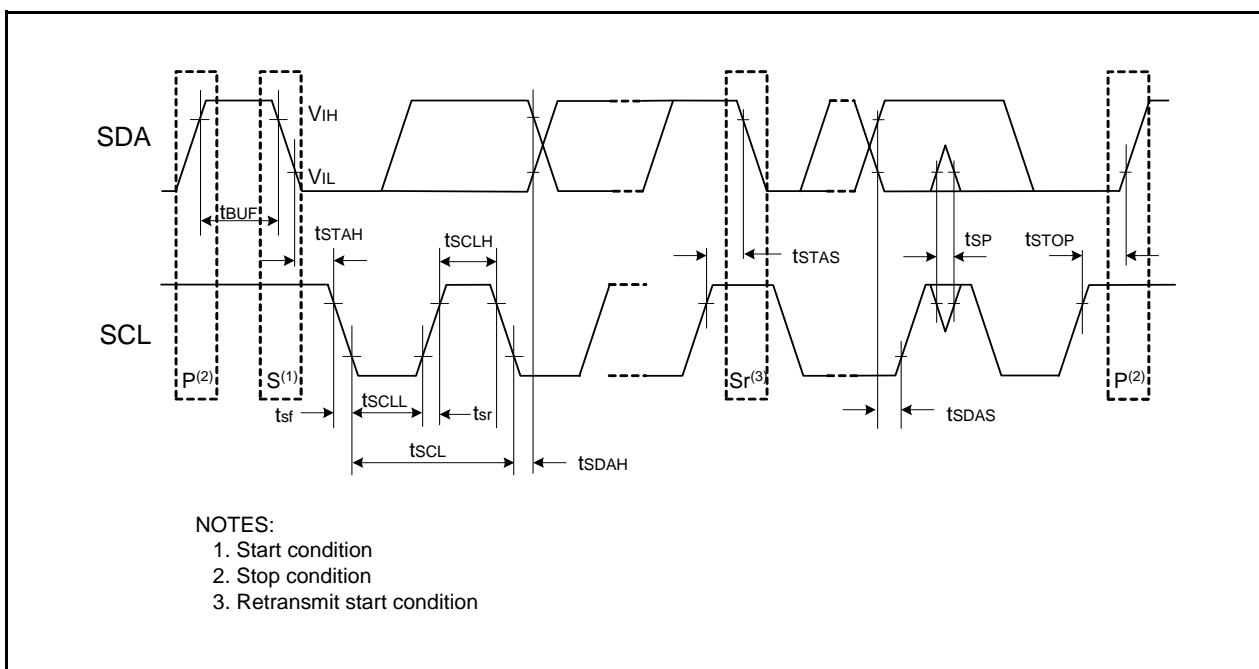 VIH
SDA
VIL
tBUF
tSTAH
tSCLH
tSTAS
tSP
tSTOP
SCL
P(2)
S(1)
Sr(3)
P(2)
tsf
tSCLL
tsr
tSDAS
tSCL
tSDAH
NOTES:
1. Start condition
2. Stop condition
3. Retransmit start condition